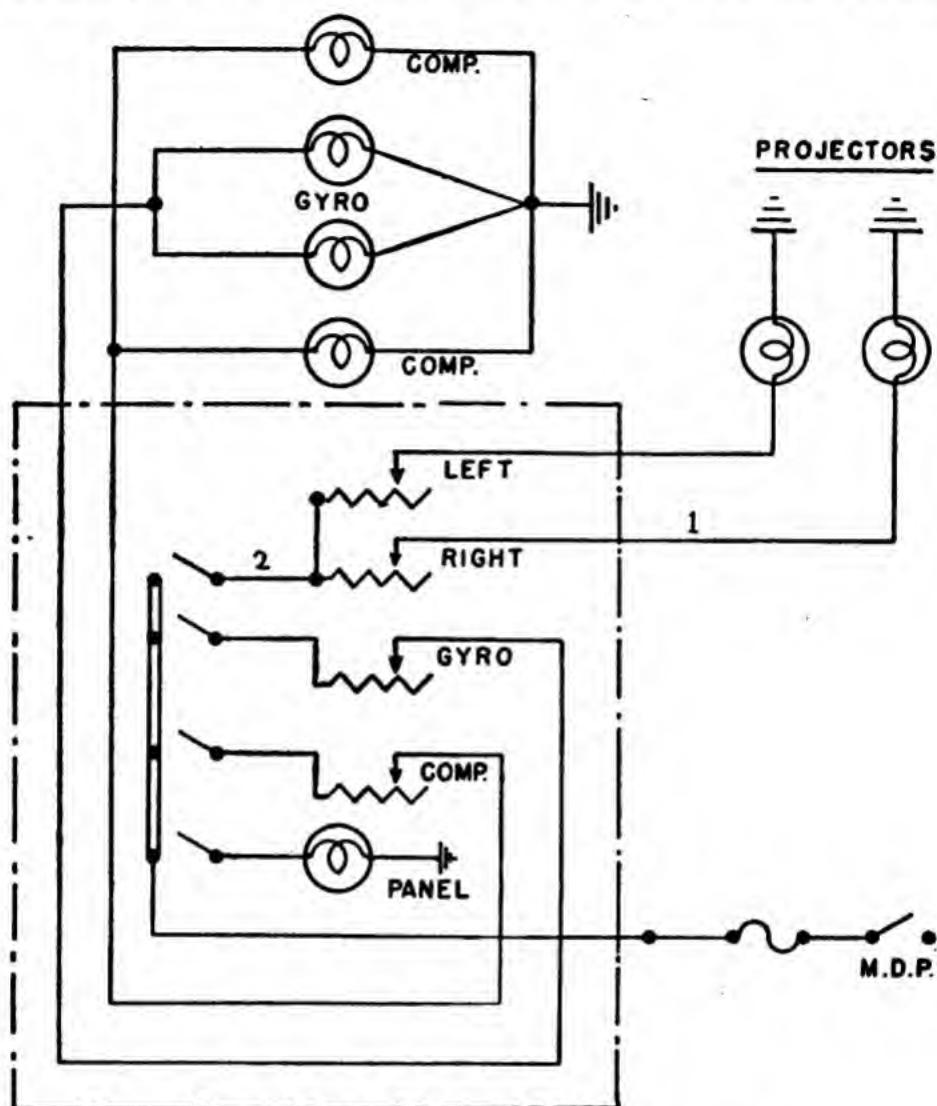 COMP.
PROJECTORS
GYRO
COMP.
LEFT
1
RIGHT
2
GYRO
COMP.
PANEL
M.D.P.